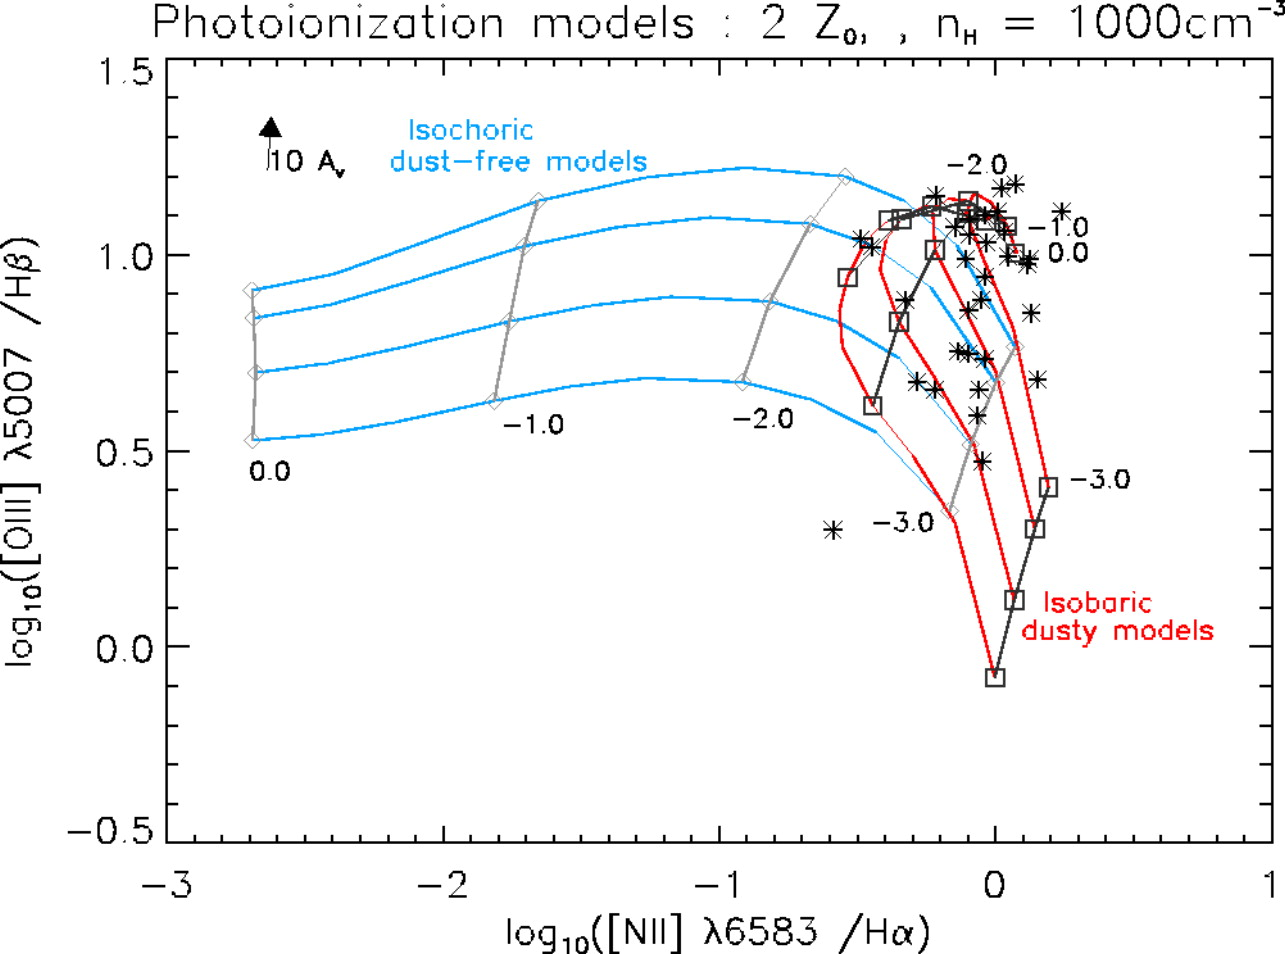 Photoionization models : 2 Z₀, , n_H = 1000cm⁻³
1.5
1.0
0.5
0.0
−0.5
log₁₀([OIII] λ5007 /Hβ)
10 Aᵥ
Isochoric
dust−free models
−2.0
−1.0
0.0
−1.0
−2.0
0.0
−3.0
−3.0
Isobaric
dusty models
−3
−2
−1
0
1
log₁₀([NII] λ6583 /Hα)